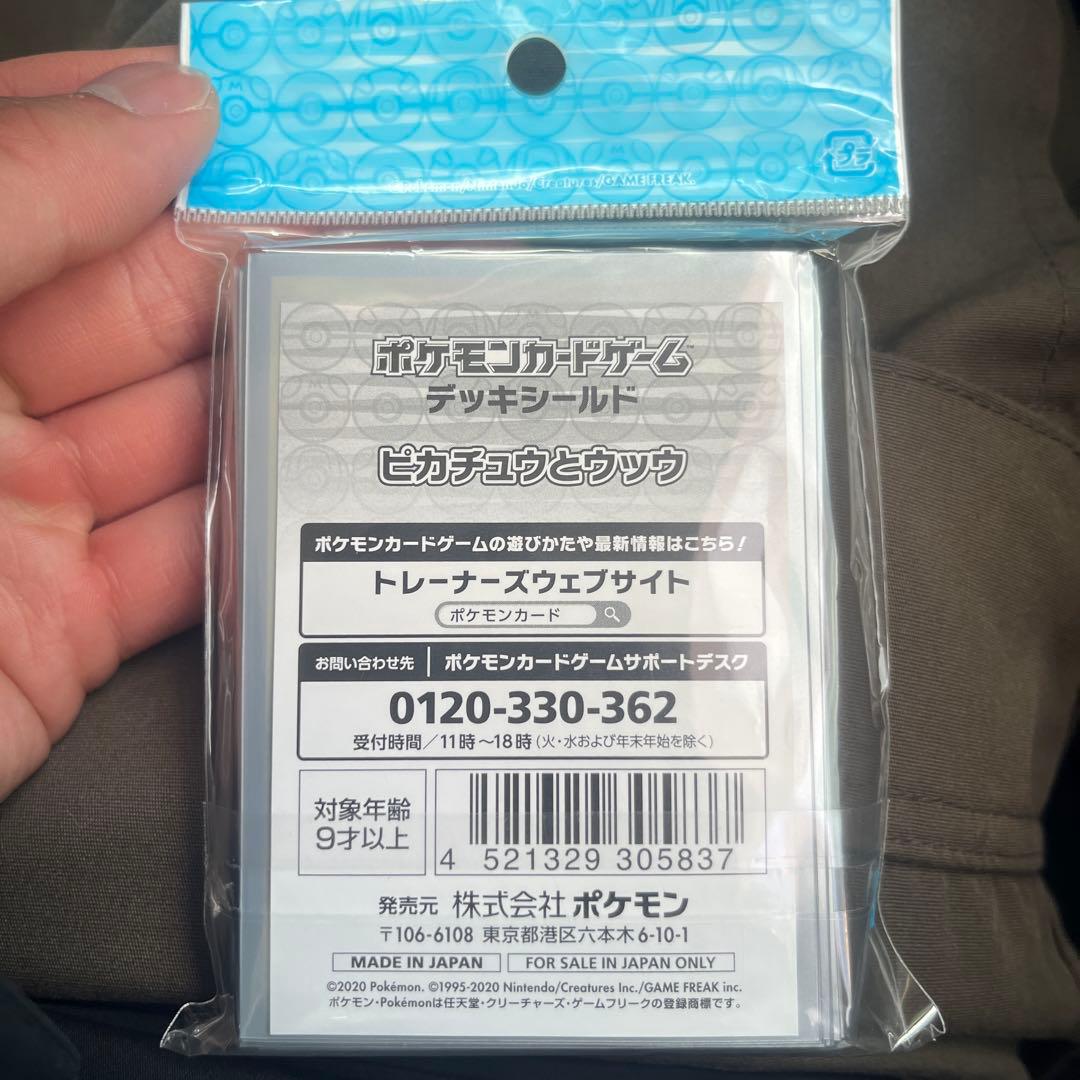 プラ
©Pokémon/Nintendo/Creatures/GAME FREAK.
ポケモンカードゲーム™
デッキシールド
ピカチュウとウッウ
ポケモンカードゲームの遊びかたや最新情報はこちら!
トレーナーズウェブサイト
ポケモンカード
お問い合わせ先 | ポケモンカードゲームサポートデスク
0120-330-362
受付時間/11時〜18時(火・水および年末年始を除く)
対象年齢
9才以上
4 521329 305837
発売元 株式会社 ポケモン
〒106-6108 東京都港区六本木6-10-1
MADE IN JAPAN FOR SALE IN JAPAN ONLY
©2020 Pokémon. ©1995-2020 Nintendo/Creatures Inc./GAME FREAK inc.
ポケモン・Pokémonは任天堂・クリーチャーズ・ゲームフリークの登録商標です。